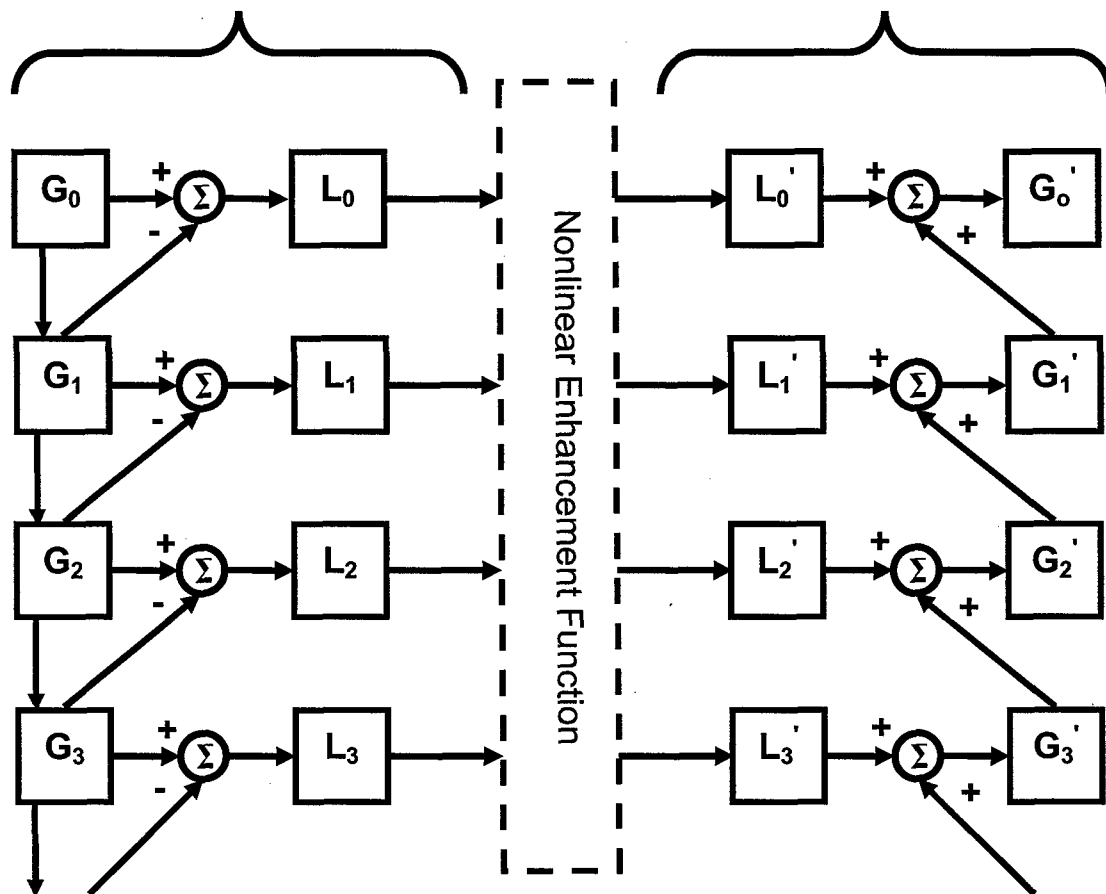 G₀ + Σ - L₀ L₀' + Σ + Gₒ'
G₁ + Σ - L₁ L₁' + Σ + G₁'
G₂ + Σ - L₂ L₂' + Σ + G₂'
G₃ + Σ - L₃ L₃' + Σ + G₃'
Nonlinear Enhancement Function